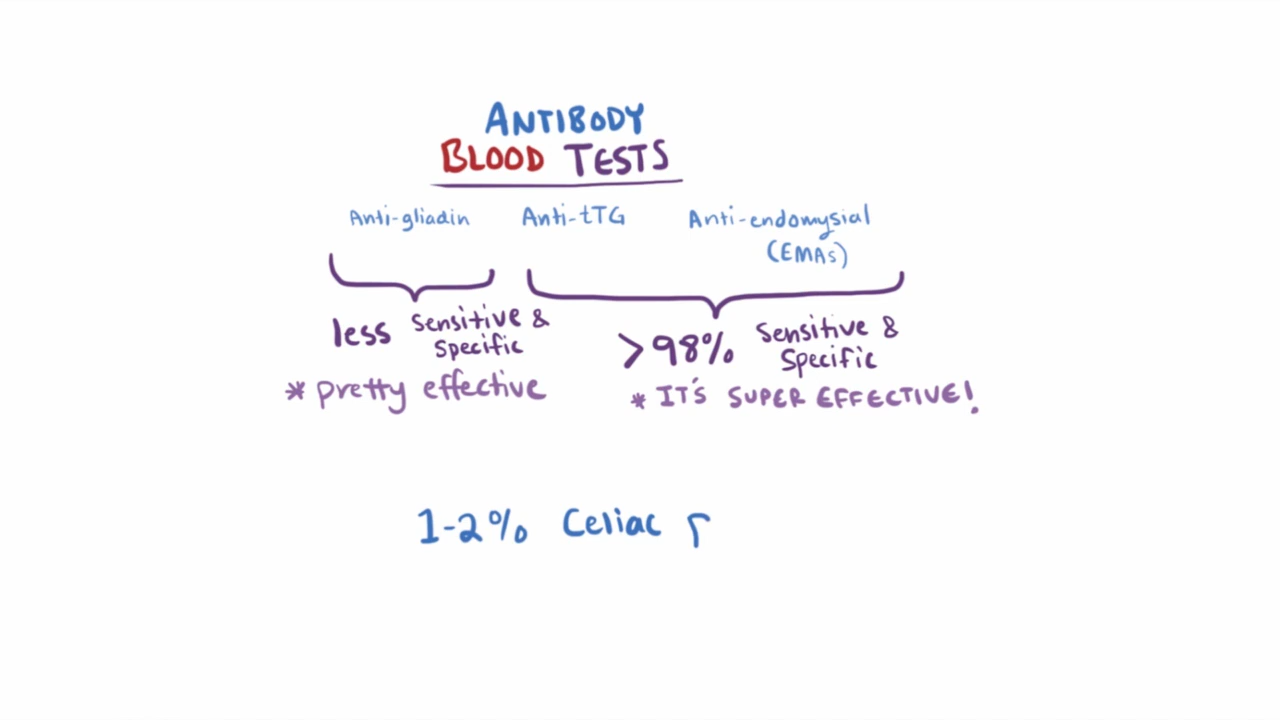 ANTIBODY
BLOOD TESTS
Anti-gliadin Anti-tTG Anti-endomysial
(EMAs)
less sensitive &
specific
>98% sensitive &
specific
* pretty effective
* IT'S SUPER EFFECTIVE!
1-2% Celiac